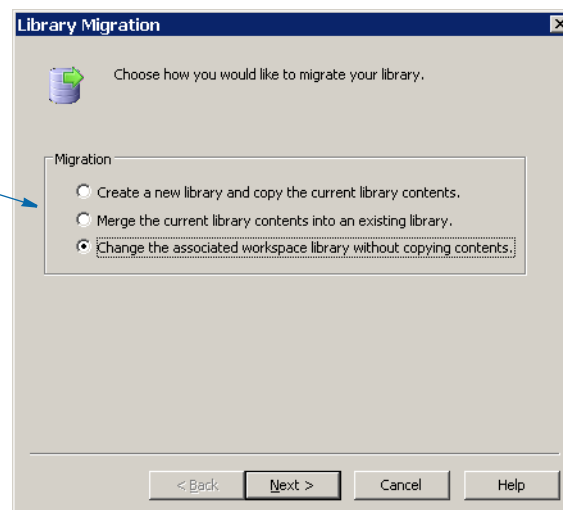 Library Migration
Choose how you would like to migrate your library.
Migration
Create a new library and copy the current library contents.
Merge the current library contents into an existing library.
Change the associated workspace library without copying contents.
< Back
Next >
Cancel
Help